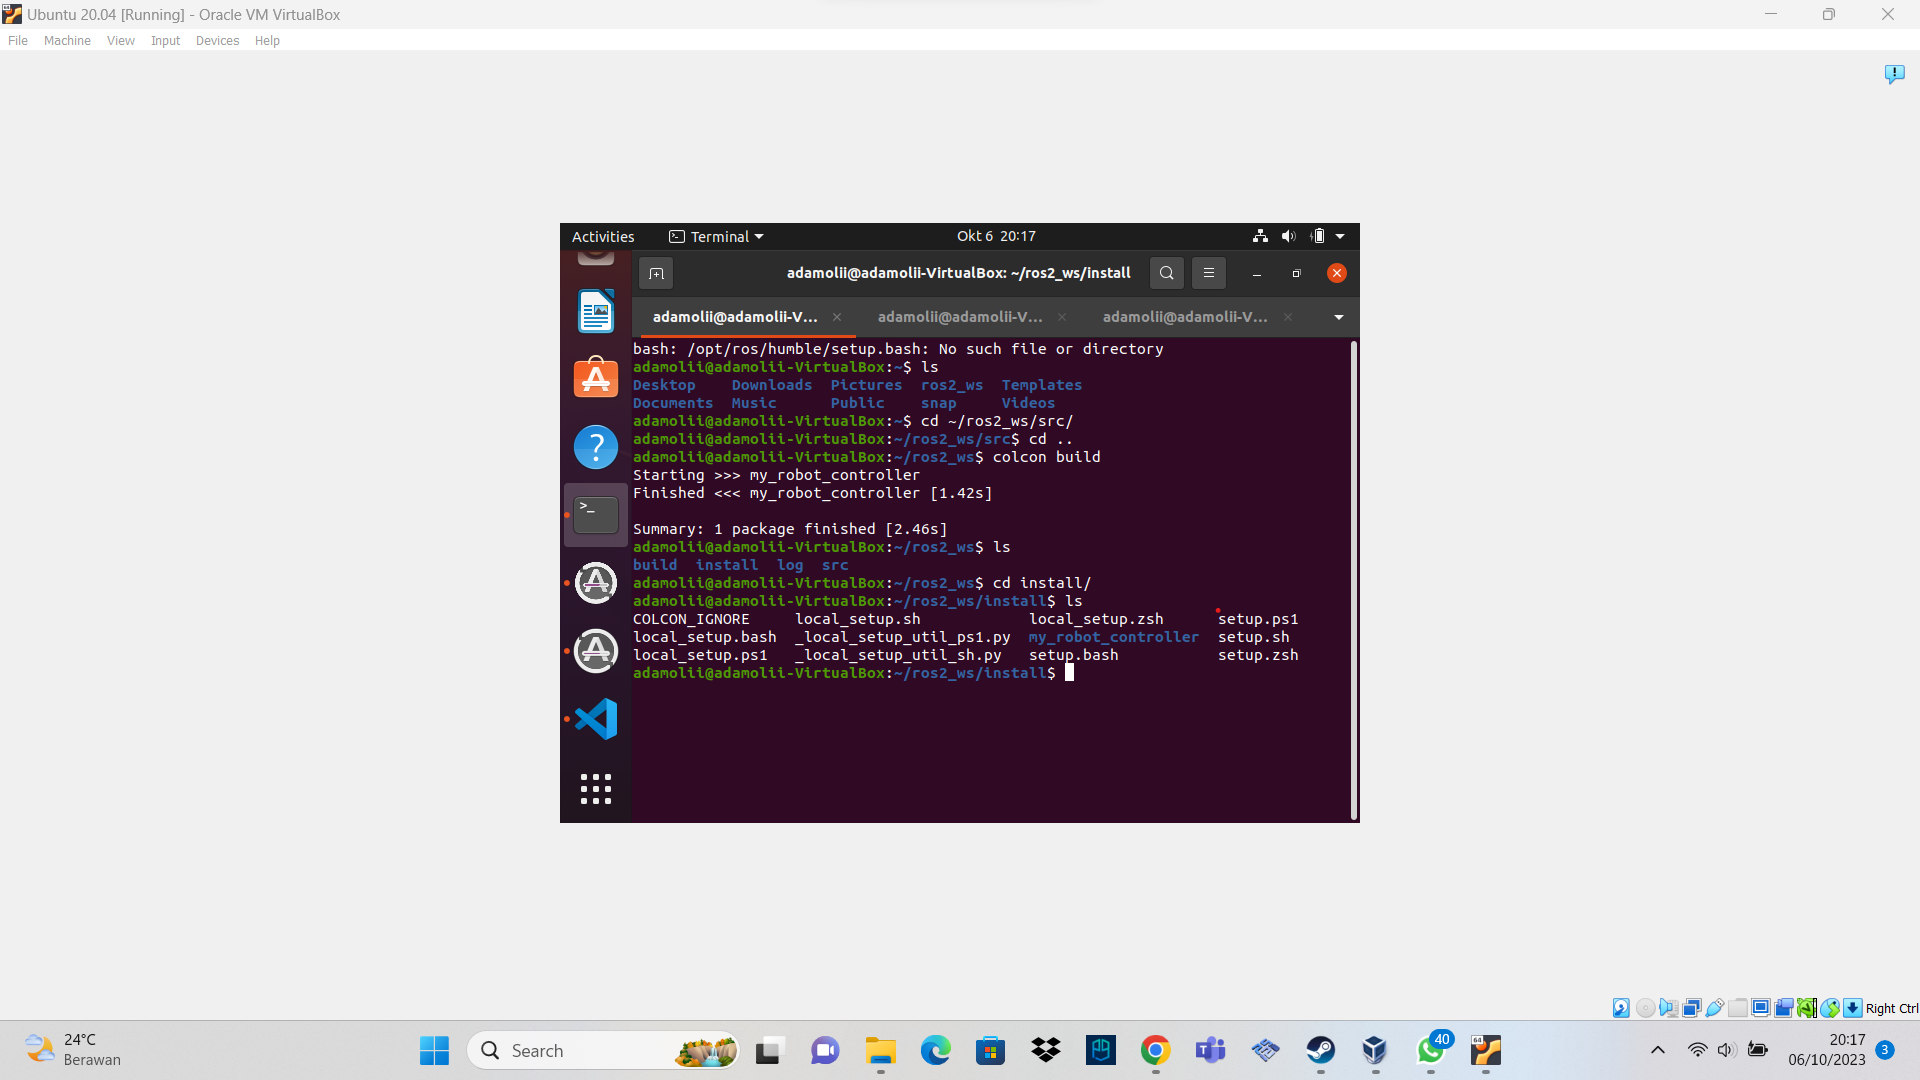 Ubuntu 20.04 [Running] - Oracle VM VirtualBox
File Machine View Input Devices Help
Activities Terminal Okt 6 20:17
adamolii@adamolii-VirtualBox: ~/ros2_ws/install
adamolii@adamolii-V... adamolii@adamolii-V... adamolii@adamolii-V...
bash: /opt/ros/humble/setup.bash: No such file or directory
adamolii@adamolii-VirtualBox:~$ ls
Desktop Downloads Pictures ros2_ws Templates
Documents Music Public snap Videos
adamolii@adamolii-VirtualBox:~$ cd ~/ros2_ws/src/
adamolii@adamolii-VirtualBox:~/ros2_ws/src$ cd ..
adamolii@adamolii-VirtualBox:~/ros2_ws$ colcon build
Starting >>> my_robot_controller
Finished <<< my_robot_controller [1.42s]
Summary: 1 package finished [2.46s]
adamolii@adamolii-VirtualBox:~/ros2_ws$ ls
build install log src
adamolii@adamolii-VirtualBox:~/ros2_ws$ cd install/
adamolii@adamolii-VirtualBox:~/ros2_ws/install$ ls
COLCON_IGNORE local_setup.sh local_setup.zsh setup.ps1
local_setup.bash _local_setup_util_ps1.py my_robot_controller setup.sh
local_setup.ps1 _local_setup_util_sh.py setup.bash setup.zsh
adamolii@adamolii-VirtualBox:~/ros2_ws/install$
Right Ctrl
24°C
Berawan
Search
40
64
20:17
06/10/2023
3